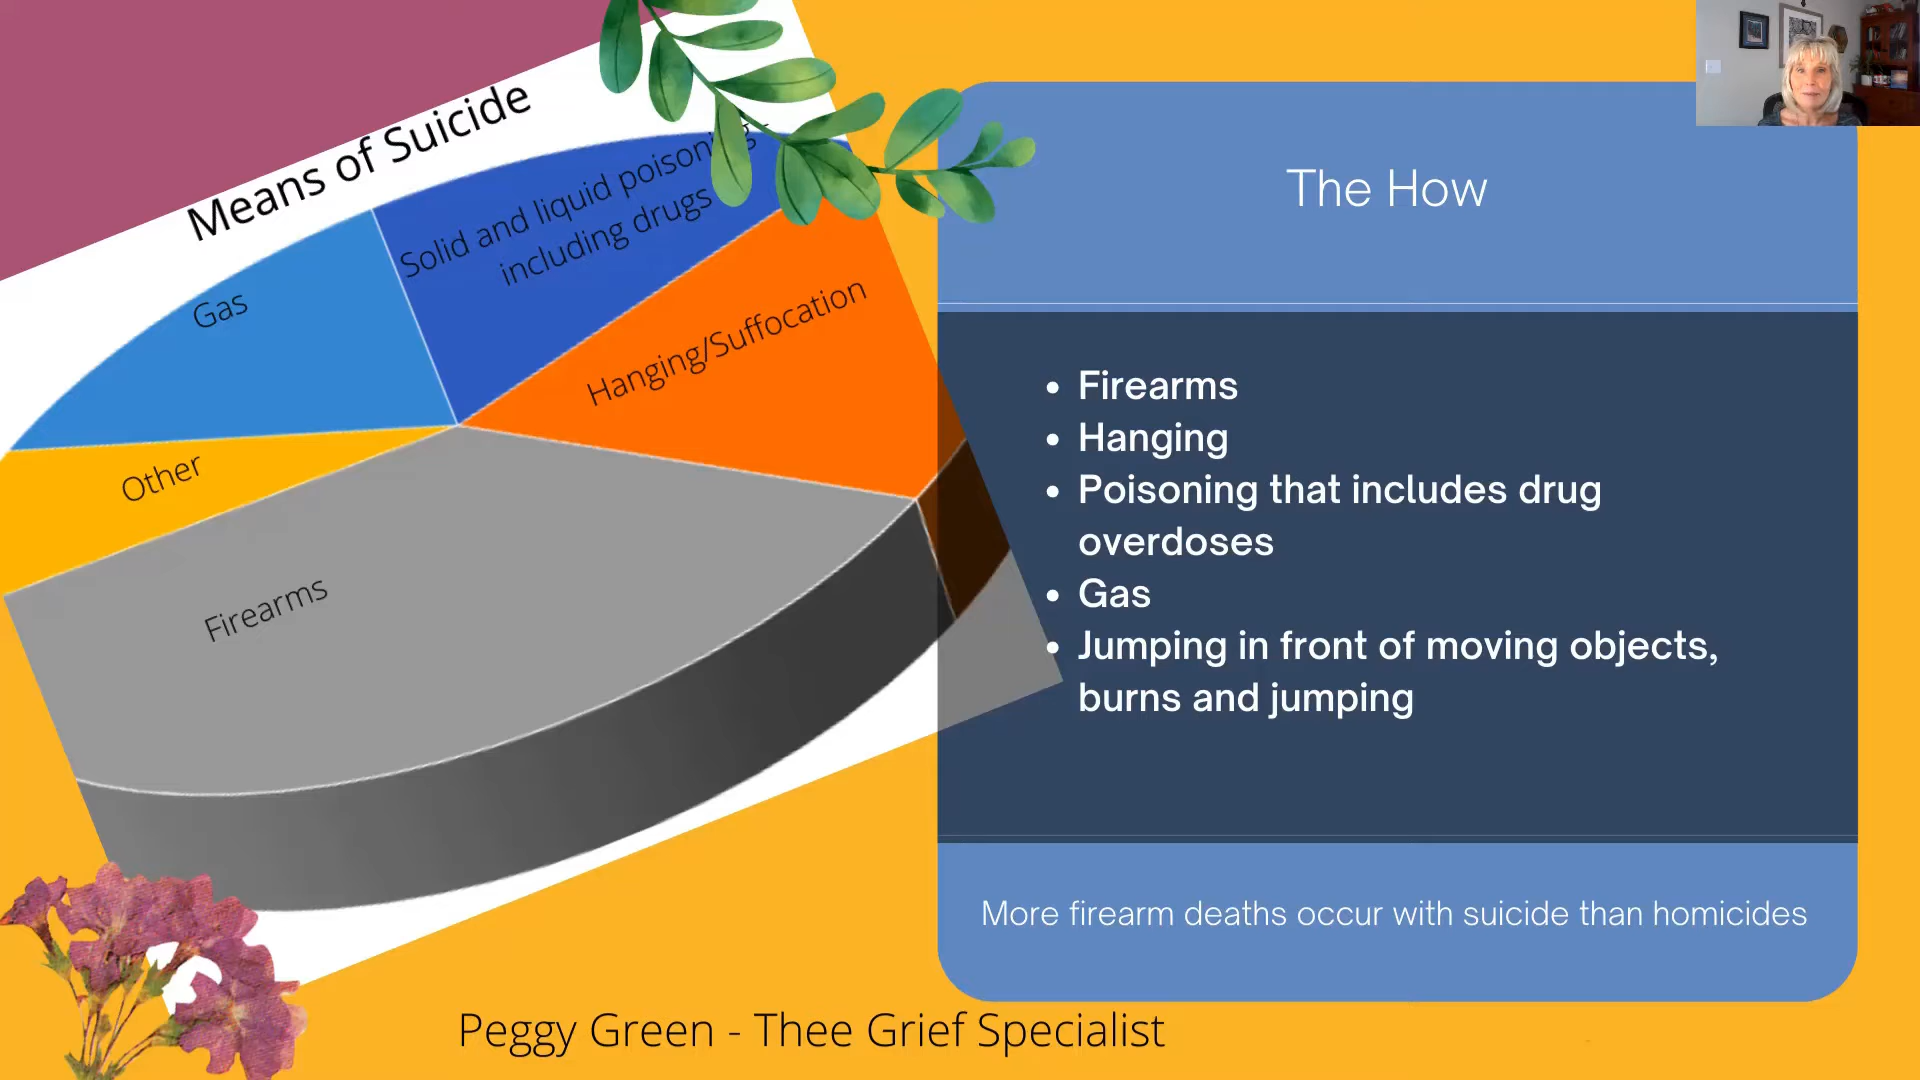 Means of Suicide
Solid and liquid poisoning -
including drugs
Gas
Hanging/Suffocation
Other
Firearms
The How
• Firearms
• Hanging
• Poisoning that includes drug
overdoses
• Gas
• Jumping in front of moving objects,
burns and jumping
More firearm deaths occur with suicide than homicides
Peggy Green - Thee Grief Specialist